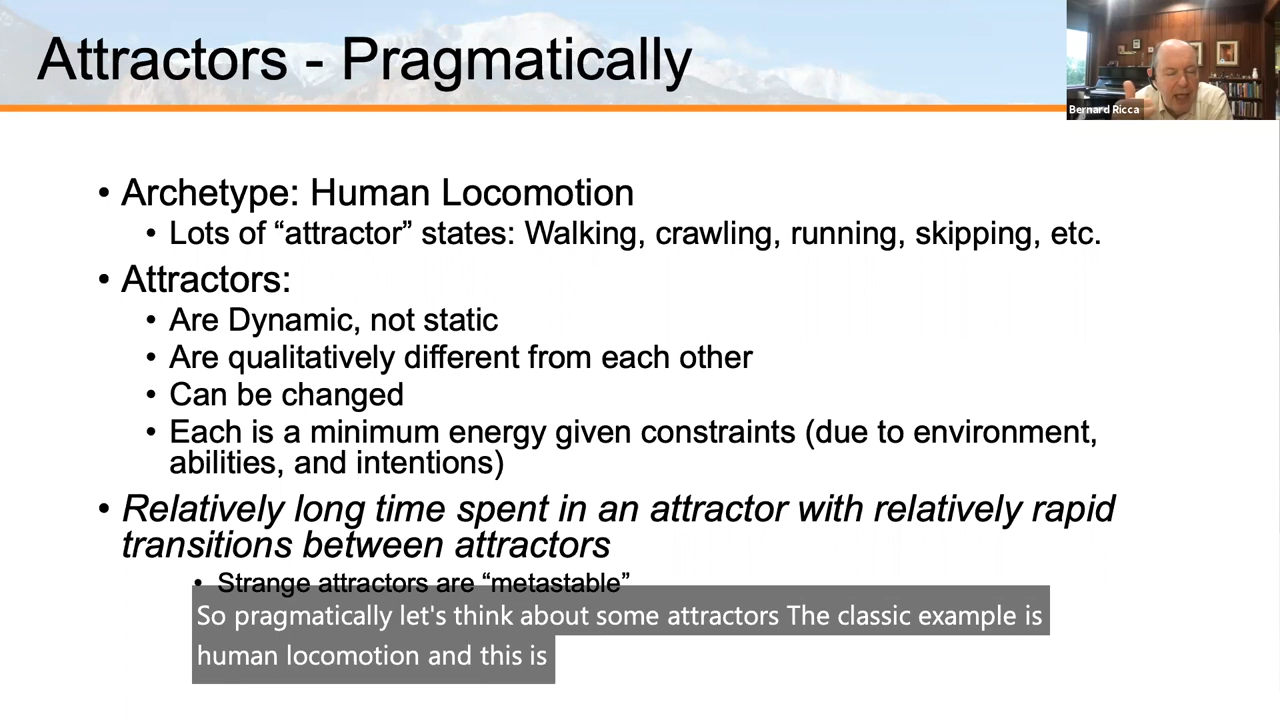 Attractors - Pragmatically
Bernard Ricca
• Archetype: Human Locomotion
• Lots of “attractor” states: Walking, crawling, running, skipping, etc.
• Attractors:
• Are Dynamic, not static
• Are qualitatively different from each other
• Can be changed
• Each is a minimum energy given constraints (due to environment,
abilities, and intentions)
• Relatively long time spent in an attractor with relatively rapid
transitions between attractors
• Strange attractors are “metastable”
So pragmatically let's think about some attractors The classic example is
human locomotion and this is